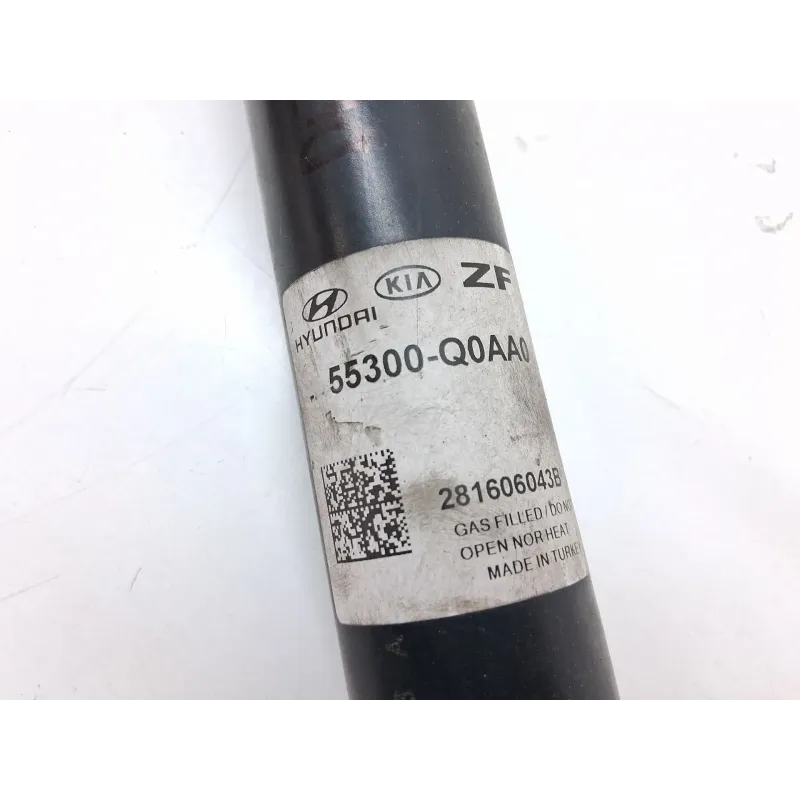 HYUNDAI KIA ZF
55300-Q0AA0
281606043B
GAS FILLED / DO NOT
OPEN NOR HEAT
MADE IN TURKEY